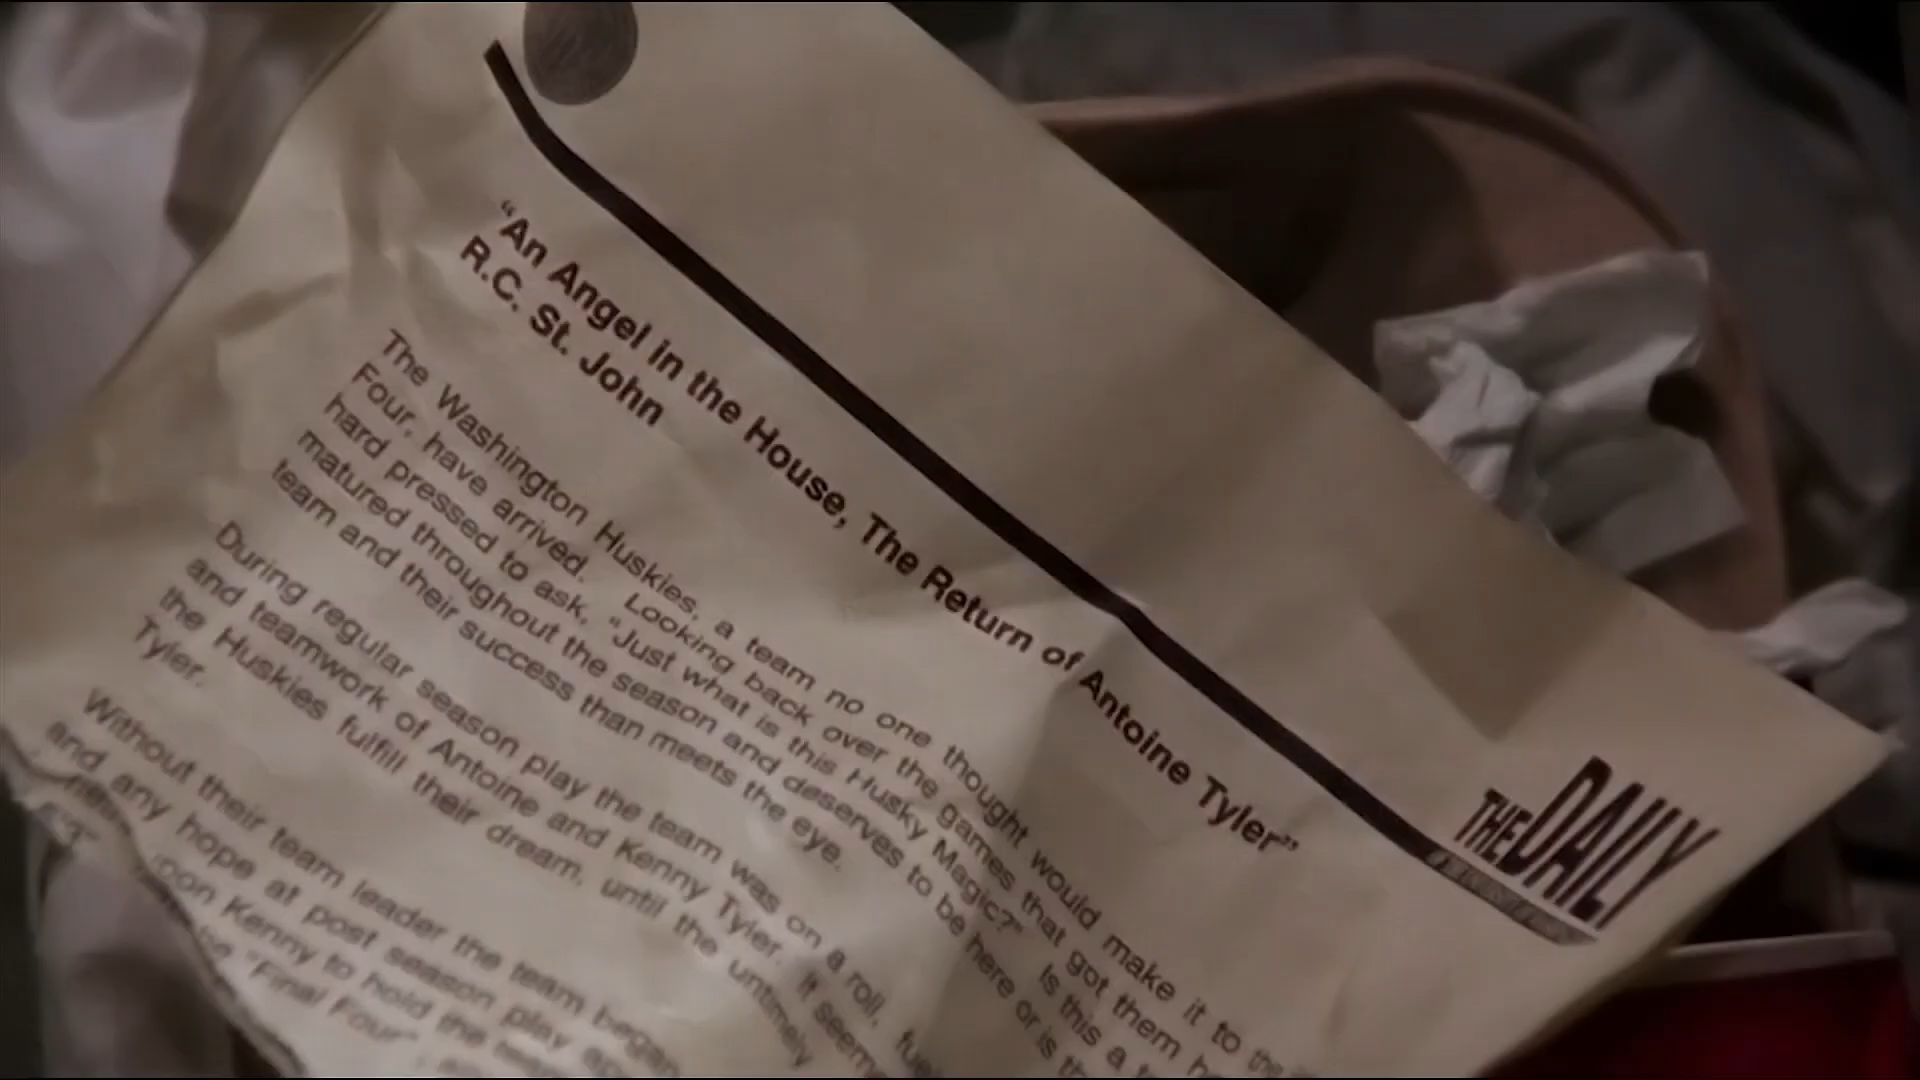 "An Angel in the House, The Return of Antoine Tyler"
R.C. St. John
The Washington Huskies, a team no one thought would make it to the
Four, have arrived. Looking back over the games that got them
hard pressed to ask, "Just what is this Husky Magic?" Is this a
matured throughout the season and deserves to be here or is
team and their success than meets the eye.
During regular season play the team was on a roll,
and teamwork of Antoine and Kenny Tyler. It
the Huskies fulfill their dream, until the untimely
Tyler.
Without their team leader the team began
and any hope at post season play
Kenny to hold the
"Final Four"
THE DAILY